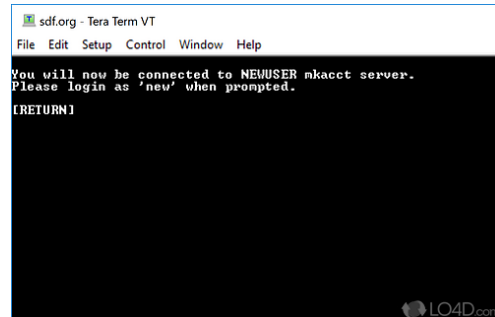 sdf.org - Tera Term VT
File Edit Setup Control Window Help
You will now be connected to NEWUSER mkacct server.
Please login as 'new' when prompted.
[RETURN]
LO4D.com